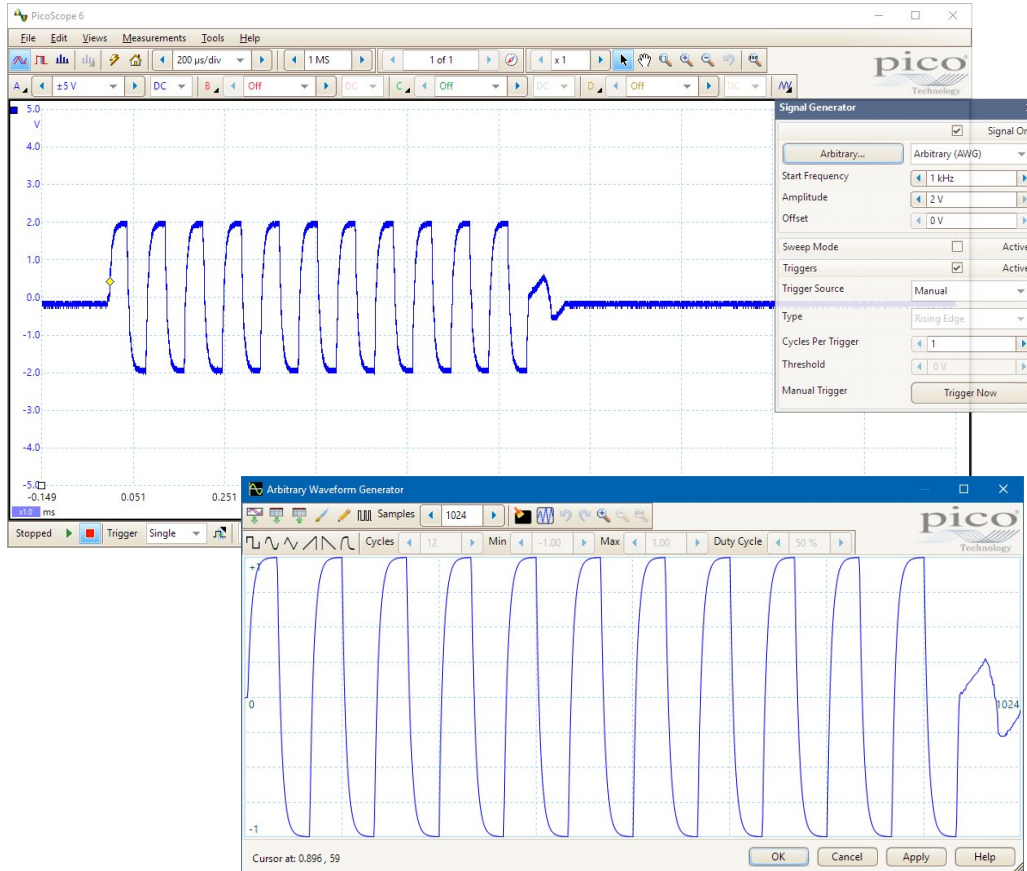 PicoScope 6
File Edit Views Measurements Tools Help
200 µs/div 1 MS 1 of 1 x 1
pico
Technology
A ±5 V DC B Off DC C Off DC D Off DC
5.0
V
4.0
3.0
2.0
1.0
0.0
-1.0
-2.0
-3.0
-4.0
-5.0
-0.149 0.051 0.251
x1.0 ms
Stopped Trigger Single
Signal Generator
Signal On
Arbitrary... Arbitrary (AWG)
Start Frequency 1 kHz
Amplitude 2 V
Offset 0 V
Sweep Mode Active
Triggers Active
Trigger Source Manual
Type Rising Edge
Cycles Per Trigger 1
Threshold 0 V
Manual Trigger Trigger Now
Arbitrary Waveform Generator
Samples 1024
pico
Technology
Cycles 12 Min -1.00 Max 1.00 Duty Cycle 50 %
+1
0 1024
-1
Cursor at: 0.896 , 59
OK Cancel Apply Help